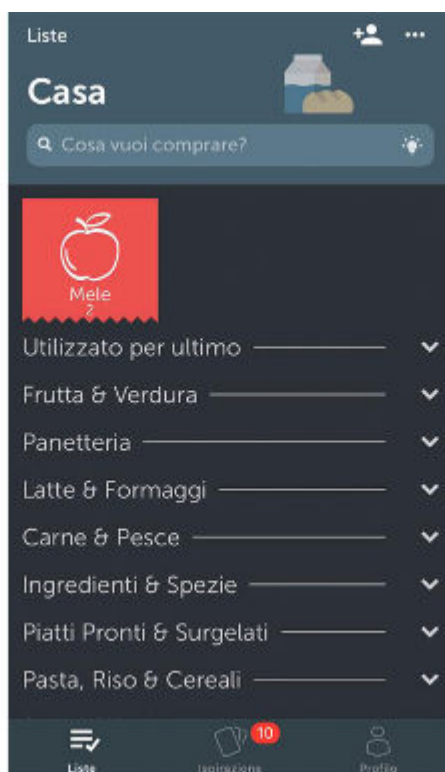 Liste
Casa
Cosa vuoi comprare?
Mele
2
Utilizzato per ultimo
Frutta & Verdura
Panetteria
Latte & Formaggi
Carne & Pesce
Ingredienti & Spezie
Piatti Pronti & Surgelati
Pasta, Riso & Cereali
10
Liste Ispirazione Profilo